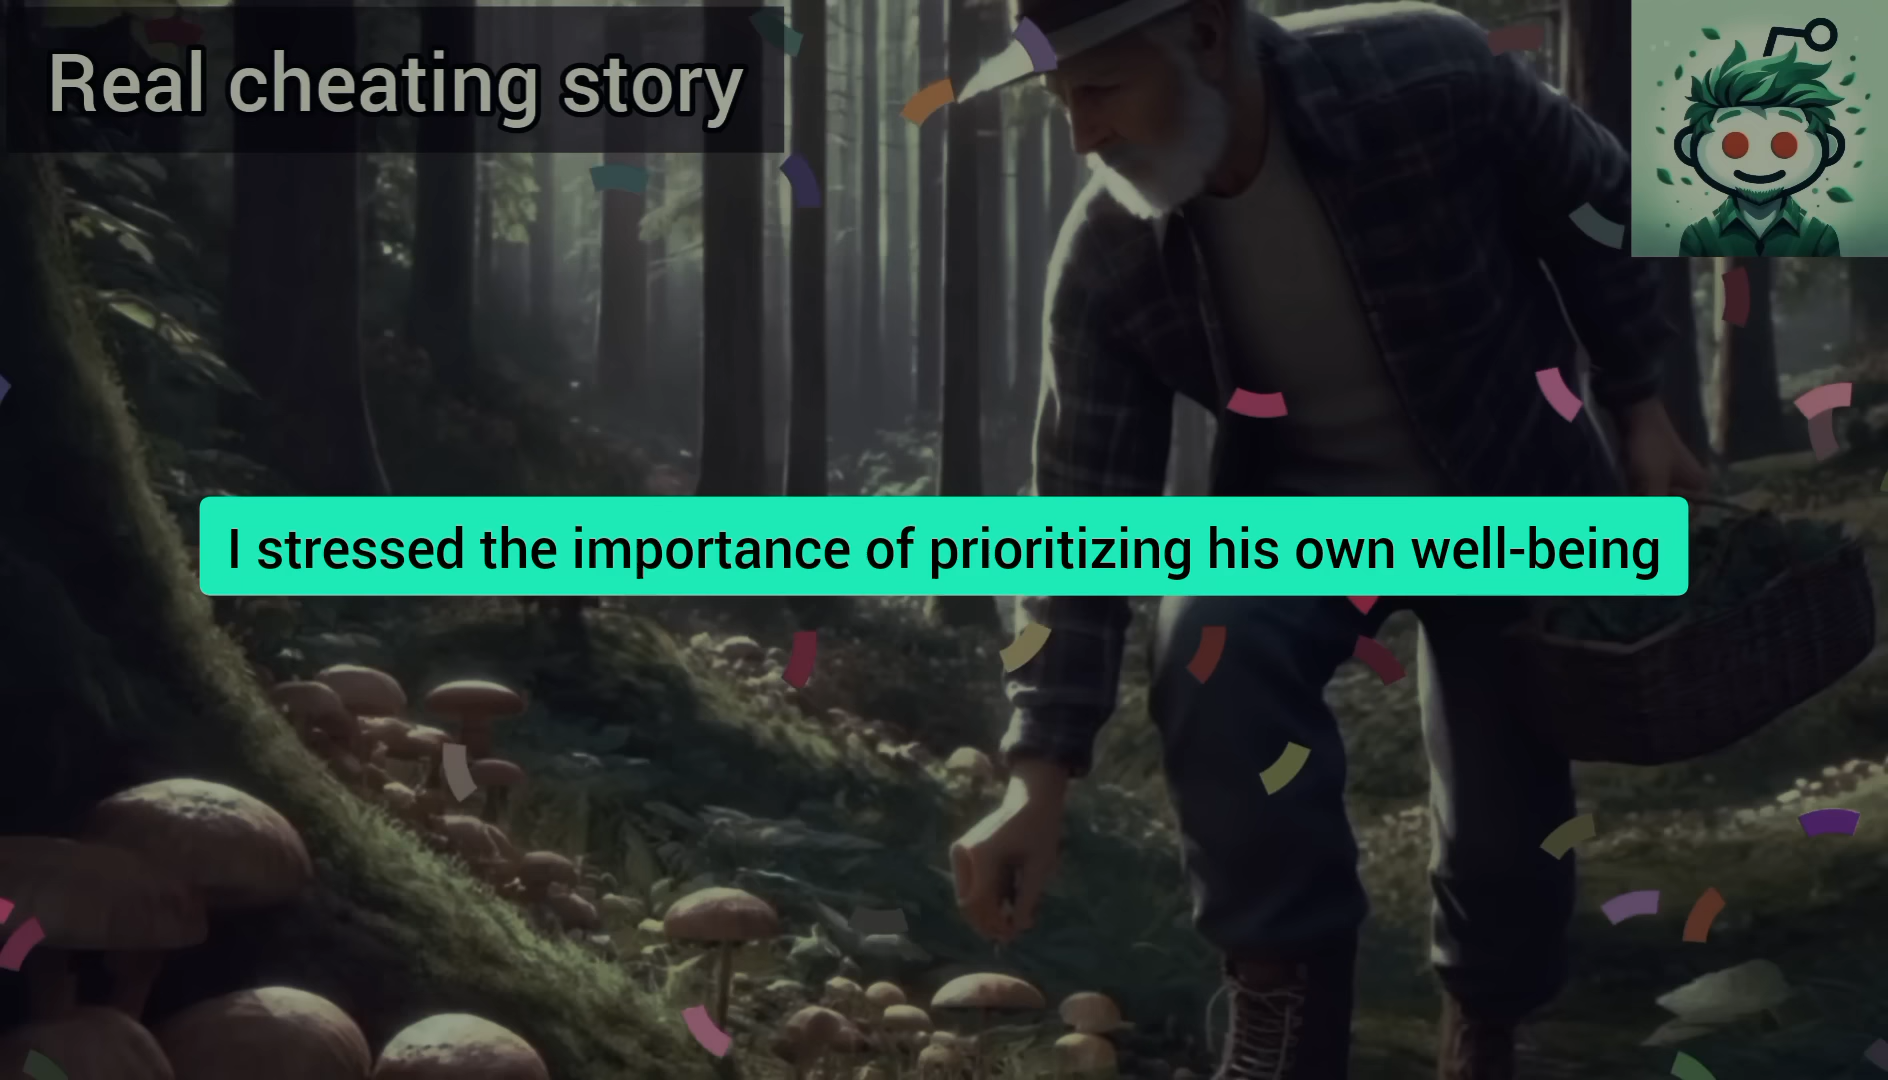 Real cheating story
I stressed the importance of prioritizing his own well-being